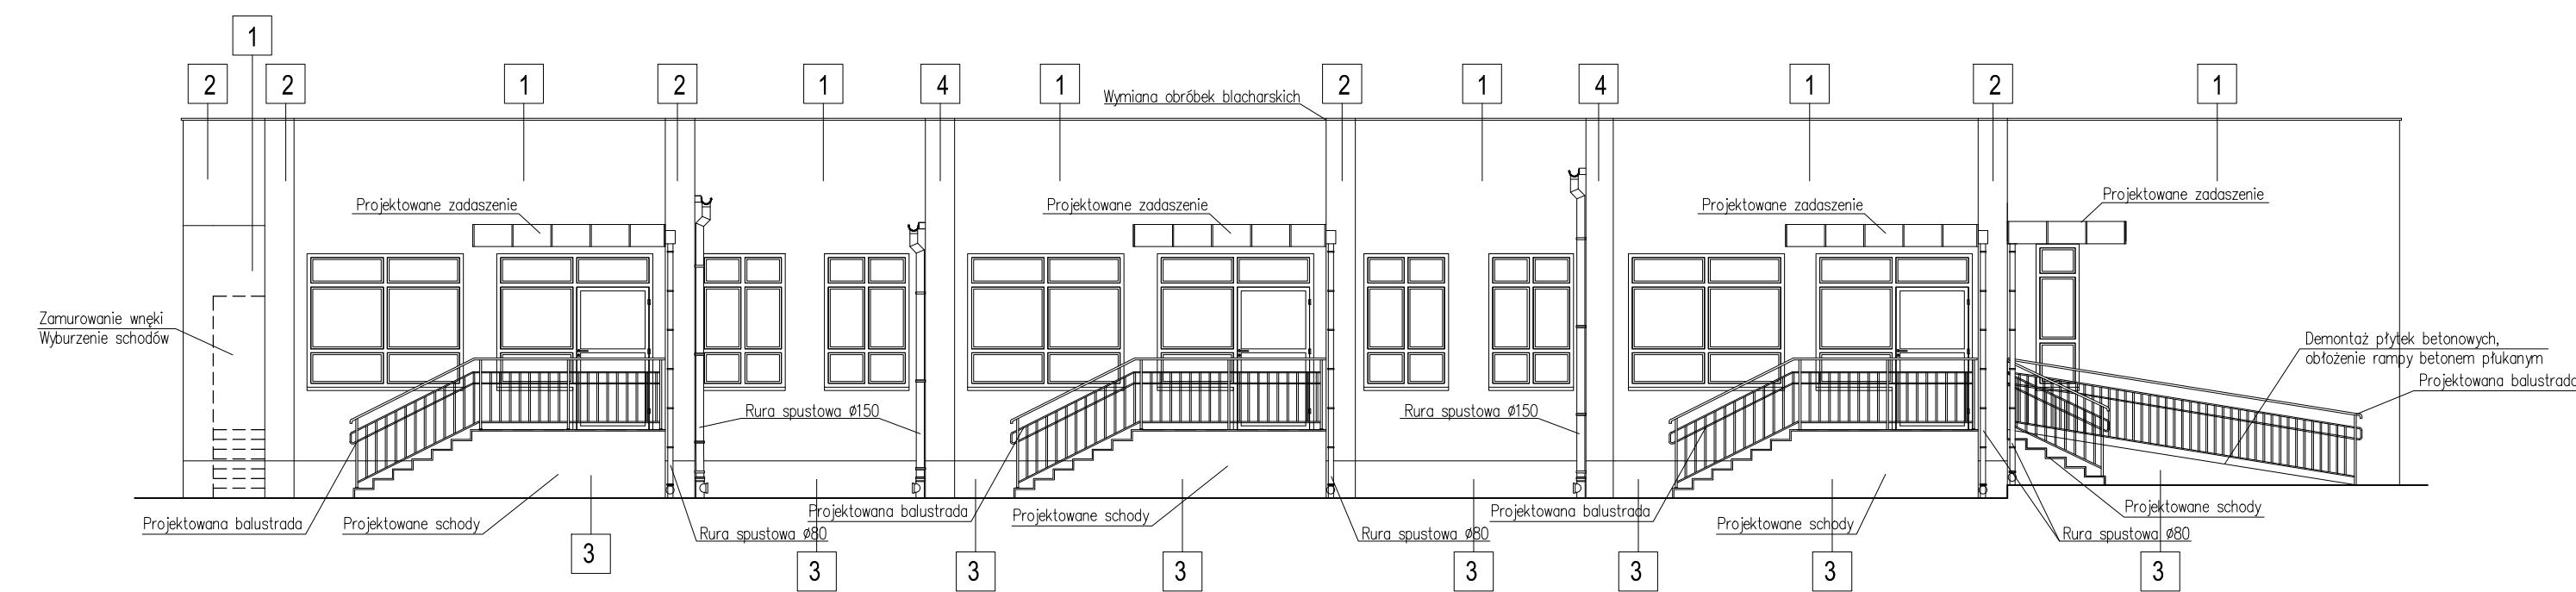 1
2
2
1
2
1
4
1
Wymiana obróbek blacharskich
2
1
4
1
2
1
Projektowane zadaszenie
Projektowane zadaszenie
Projektowane zadaszenie
Projektowane zadaszenie
Zamurowanie wnęki
Wyburzenie schodów
Demontaż płytek betonowych,
obłożenie rampy betonem płukanym
Projektowana balustrada
Rura spustowa Ø150
Rura spustowa Ø150
Projektowana balustrada
Projektowane schody
Rura spustowa Ø80
Projektowana balustrada
Projektowane schody
Rura spustowa Ø80
Projektowana balustrada
Projektowane schody
Projektowane schody
Rura spustowa Ø80
3
3
3
3
3
3
3
3